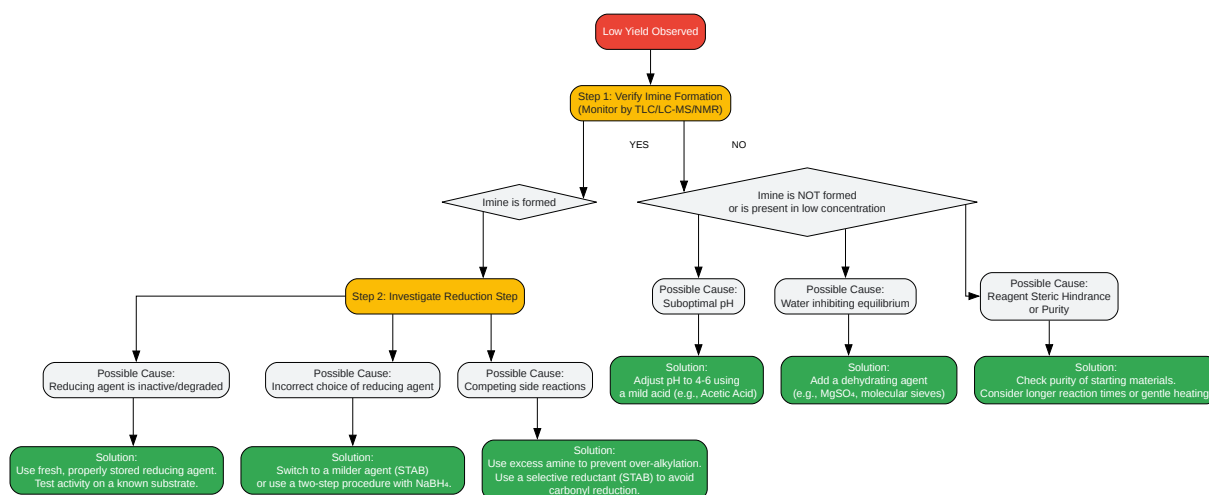 Low Yield Observed
Step 1: Verify Imine Formation
(Monitor by TLC/LC-MS/NMR)
YES
NO
Imine is formed
Imine is NOT formed
or is present in low concentration
Step 2: Investigate Reduction Step
Possible Cause:
Suboptimal pH
Possible Cause:
Water inhibiting equilibrium
Possible Cause:
Reagent Steric Hindrance
or Purity
Possible Cause:
Reducing agent is inactive/degraded
Possible Cause:
Incorrect choice of reducing agent
Possible Cause:
Competing side reactions
Solution:
Adjust pH to 4-6 using
a mild acid (e.g., Acetic Acid)
Solution:
Add a dehydrating agent
(e.g., MgSO₄, molecular sieves)
Solution:
Check purity of starting materials.
Consider longer reaction times or gentle heating
Solution:
Use fresh, properly stored reducing agent.
Test activity on a known substrate.
Solution:
Switch to a milder agent (STAB)
or use a two-step procedure with NaBH₄.
Solution:
Use excess amine to prevent over-alkylation.
Use a selective reductant (STAB) to avoid
carbonyl reduction.